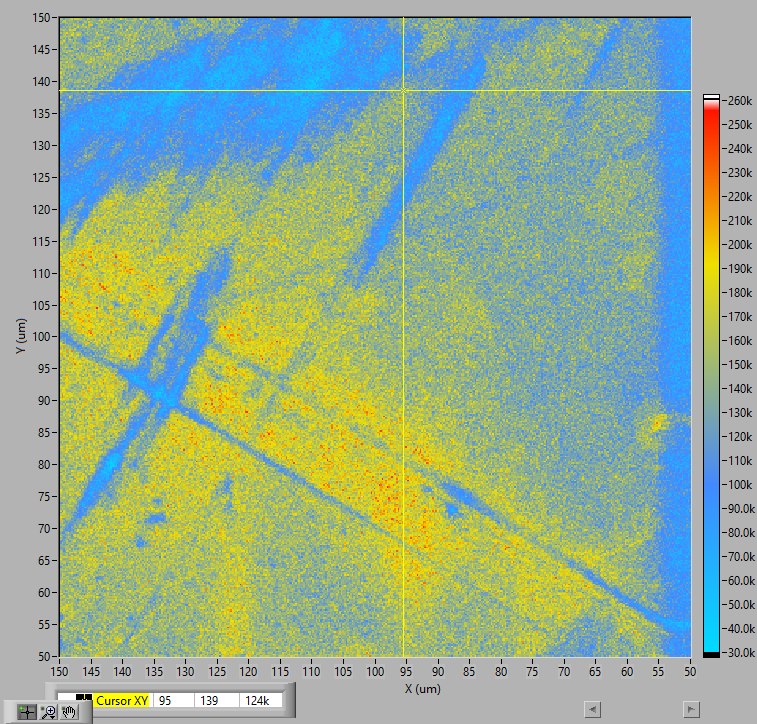 150
145
140
135
130
125
120
115
110
105
100
95
90
85
80
75
70
65
60
55
50
Y (um)
150 145 140 135 130 125 120 115 110 105 100 95 90 85 80 75 70 65 60 55 50
X (um)
260k
250k
240k
230k
220k
210k
200k
190k
180k
170k
160k
150k
140k
130k
120k
110k
100k
90.0k
80.0k
70.0k
60.0k
50.0k
40.0k
30.0k
Cursor XY 95 139 124k